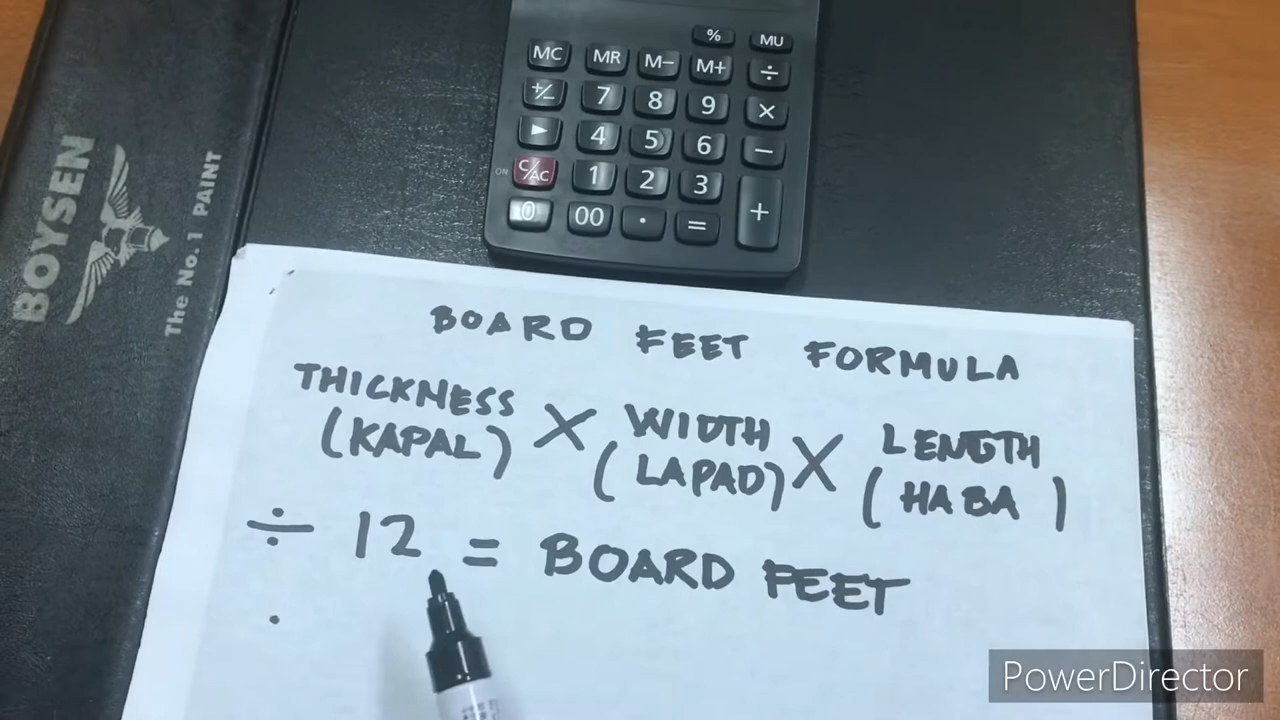 % MU
MC MR M− M+ ÷
+/− 7 8 9 ×
▶ 4 5 6 −
ON C/AC 1 2 3 +
0 00 . =
BOYSEN
The No. 1 PAINT
BOARD FEET FORMULA
THICKNESS X WIDTH X LENGTH
(KAPAL) (LAPAD) (HABA)
÷ 12 = BOARD FEET
PowerDirector